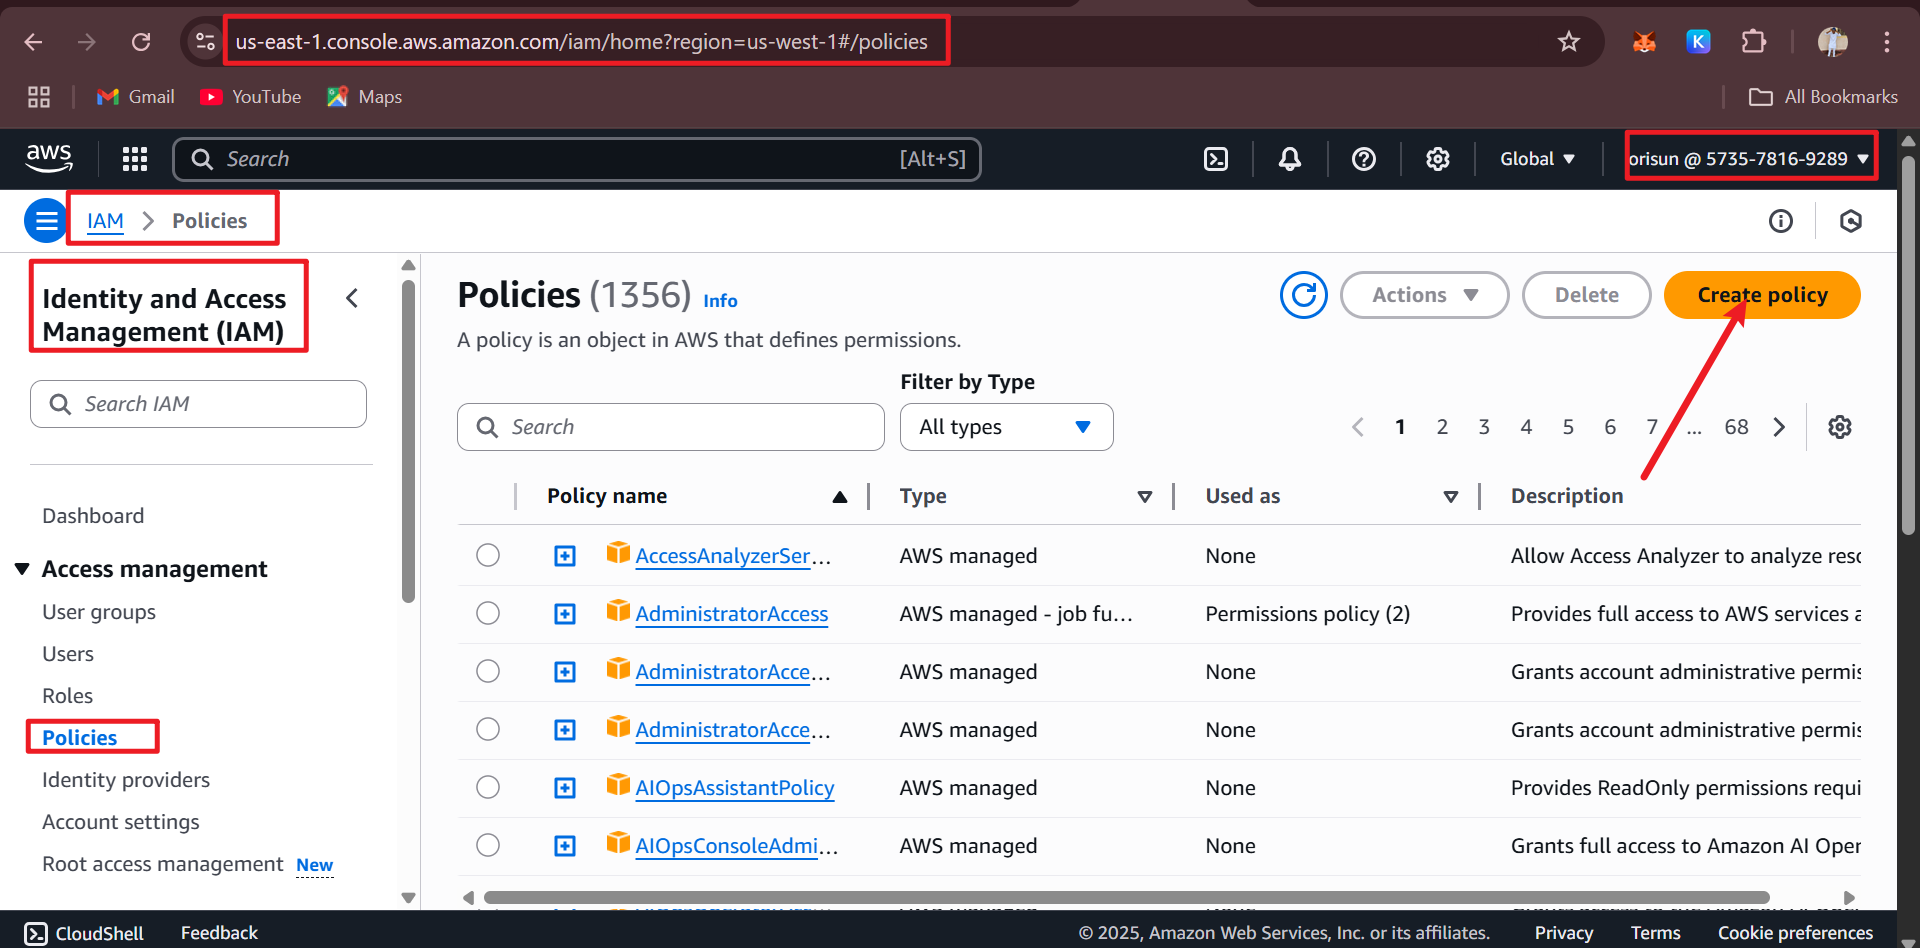 us-east-1.console.aws.amazon.com/iam/home?region=us-west-1#/policies
K
Gmail YouTube Maps All Bookmarks
aws Search [Alt+S] Global orisun @ 5735-7816-9289
IAM Policies
Identity and Access
Management (IAM)
Search IAM
Dashboard
Access management
User groups
Users
Roles
Policies
Identity providers
Account settings
Root access management New
Policies (1356) Info
Actions Delete Create policy
A policy is an object in AWS that defines permissions.
Filter by Type
Search All types 1 2 3 4 5 6 7 ... 68
Policy name Type Used as Description
AccessAnalyzerSer... AWS managed None Allow Access Analyzer to analyze reso
AdministratorAccess AWS managed - job fu... Permissions policy (2) Provides full access to AWS services a
AdministratorAcce... AWS managed None Grants account administrative permis
AdministratorAcce... AWS managed None Grants account administrative permis
AIOpsAssistantPolicy AWS managed None Provides ReadOnly permissions requi
AIOpsConsoleAdmi... AWS managed None Grants full access to Amazon AI Oper
CloudShell Feedback © 2025, Amazon Web Services, Inc. or its affiliates. Privacy Terms Cookie preferences